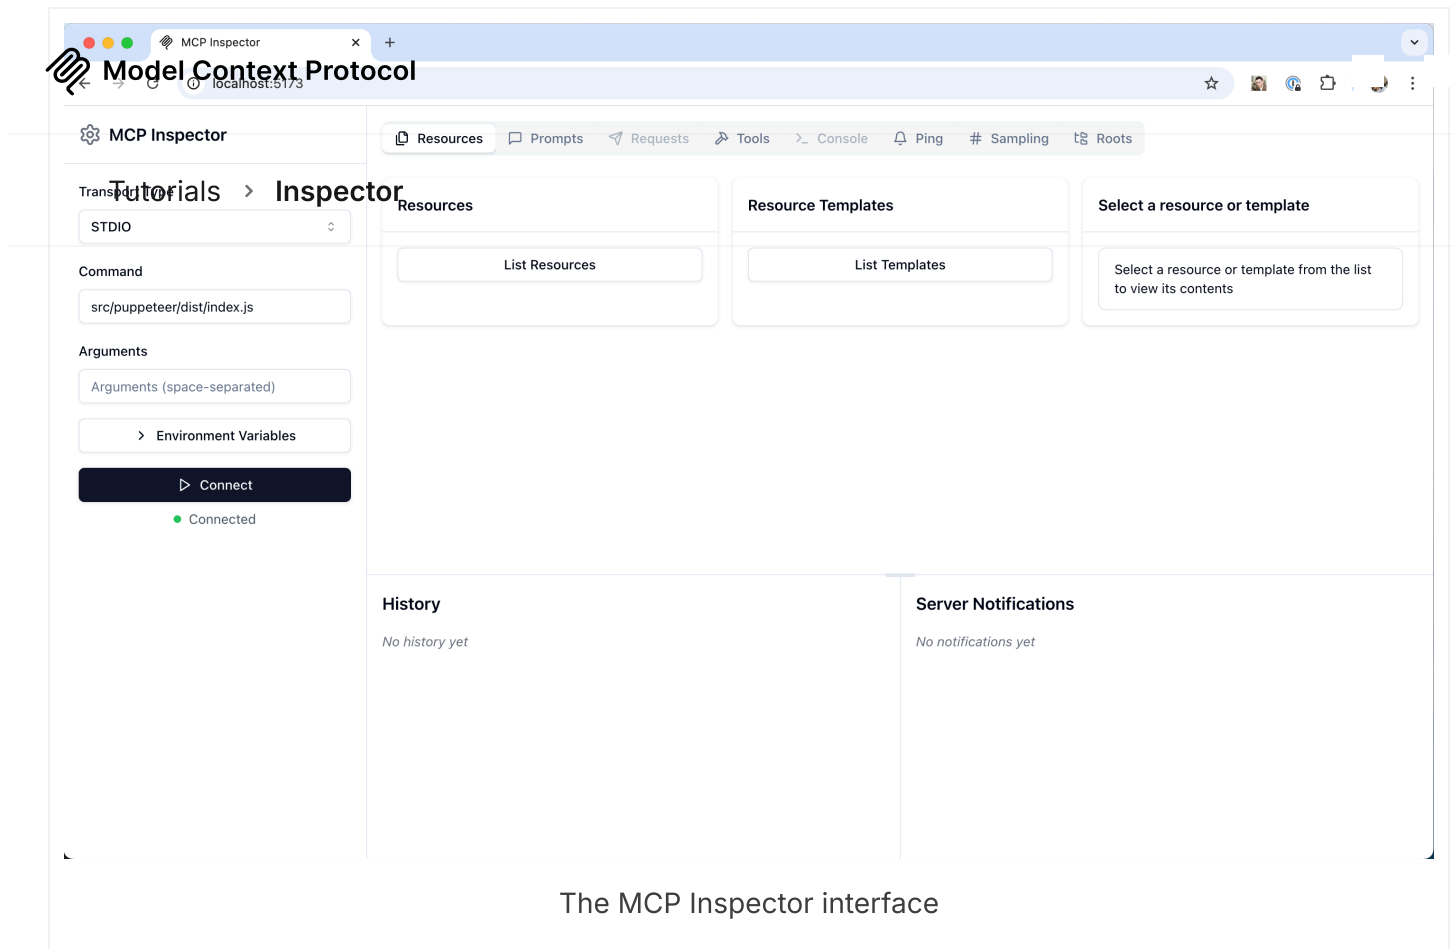 MCP Inspector
Model Context Protocol
localhost:5173
MCP Inspector
Resources
Prompts
Requests
Tools
Console
Ping
Sampling
Roots
Tutorials > Inspector
Transport Type
STDIO
Command
src/puppeteer/dist/index.js
Arguments
Arguments (space-separated)
Environment Variables
Connect
Connected
Resources
List Resources
Resource Templates
List Templates
Select a resource or template
Select a resource or template from the list
to view its contents
History
No history yet
Server Notifications
No notifications yet
The MCP Inspector interface